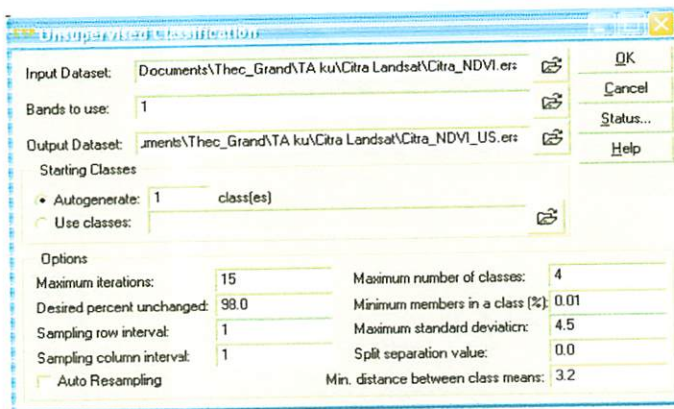 Unsupervised Classification
Input Dataset: Documents\Thec_Grand\TA ku\Citra Landsat\Citra_NDVI.ers
OK
Bands to use: 1
Cancel
Output Dataset: uments\Thec_Grand\TA ku\Citra Landsat\Citra_NDVI_US.ers
Status...
Help
Starting Classes
Autogenerate: 1 class(es)
Use classes:
Options
Maximum iterations: 15 Maximum number of classes: 4
Desired percent unchanged: 98.0 Minimum members in a class (%): 0.01
Sampling row interval: 1 Maximum standard deviation: 4.5
Sampling column interval: 1 Split separation value: 0.0
Auto Resampling Min. distance between class means: 3.2